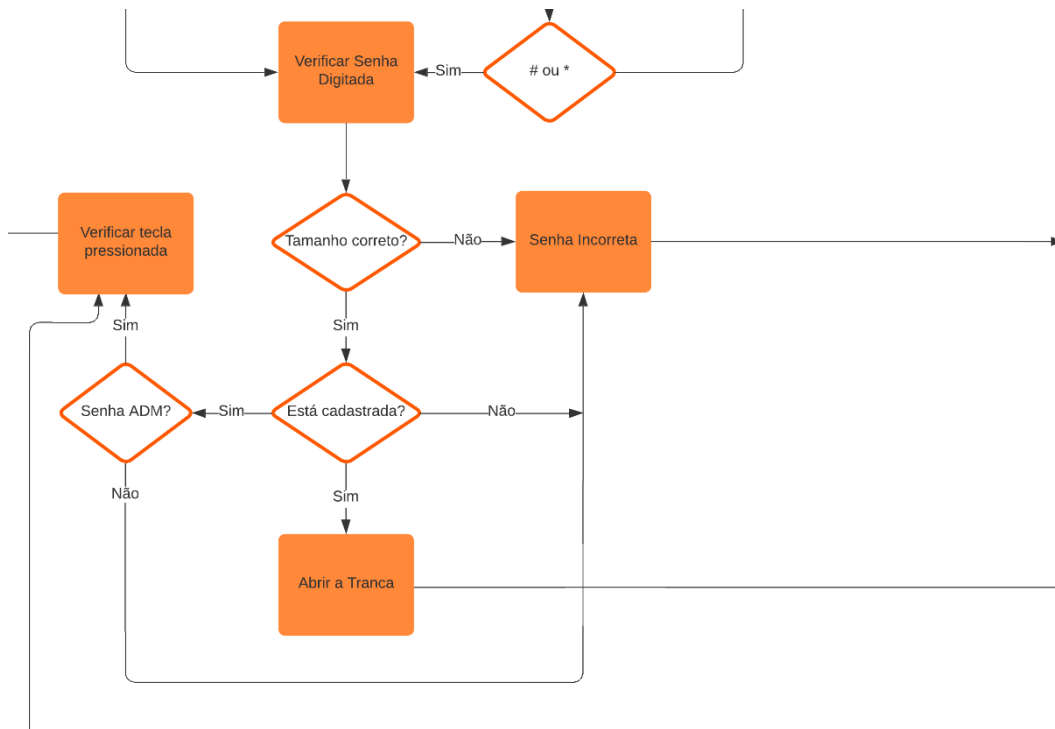 Verificar Senha
Digitada
Sim
# ou *
Verificar tecla
pressionada
Tamanho correto?
Não
Senha Incorreta
Sim
Sim
Senha ADM?
Sim
Está cadastrada?
Não
Não
Sim
Abrir a Tranca